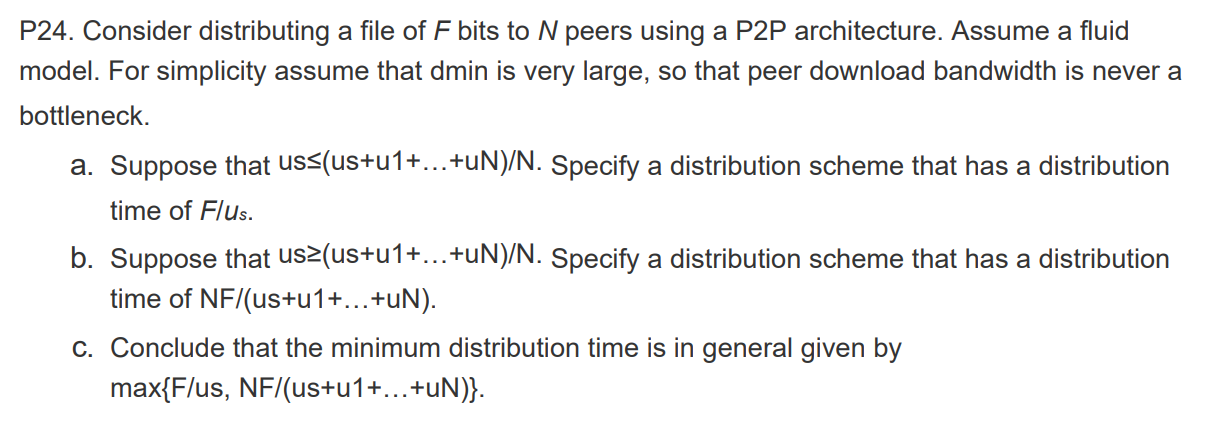 P24. Consider distributing a file of F bits to N peers using a P2P architecture. Assume a fluid
model. For simplicity assume that dmin is very large, so that peer download bandwidth is never a
bottleneck.
a. Suppose that us≤(us+u1+…+uN)/N. Specify a distribution scheme that has a distribution
time of F/us.
b. Suppose that us≥(us+u1+…+uN)/N. Specify a distribution scheme that has a distribution
time of NF/(us+u1+…+uN).
c. Conclude that the minimum distribution time is in general given by
max{F/us, NF/(us+u1+…+uN)}.